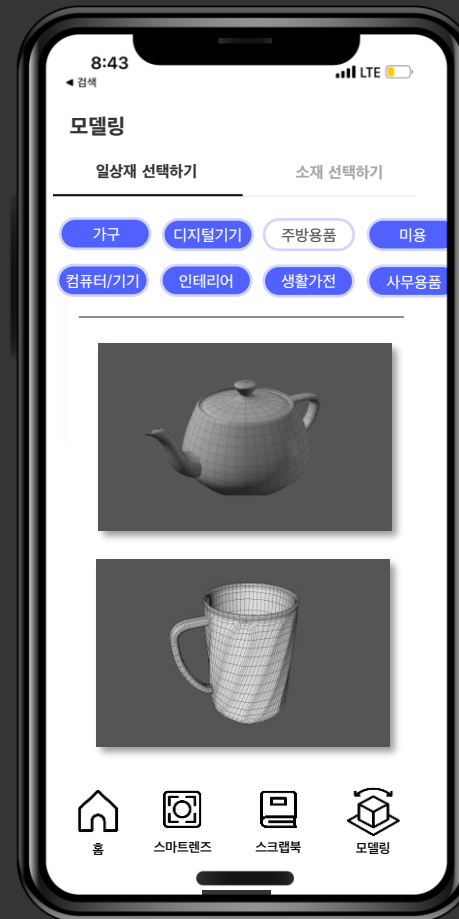 8:43
◀ 검색
LTE
모델링
일상재 선택하기 소재 선택하기
가구 디지털기기 주방용품 미용
컴퓨터/기기 인테리어 생활가전 사무용품
홈 스마트렌즈 스크랩북 모델링